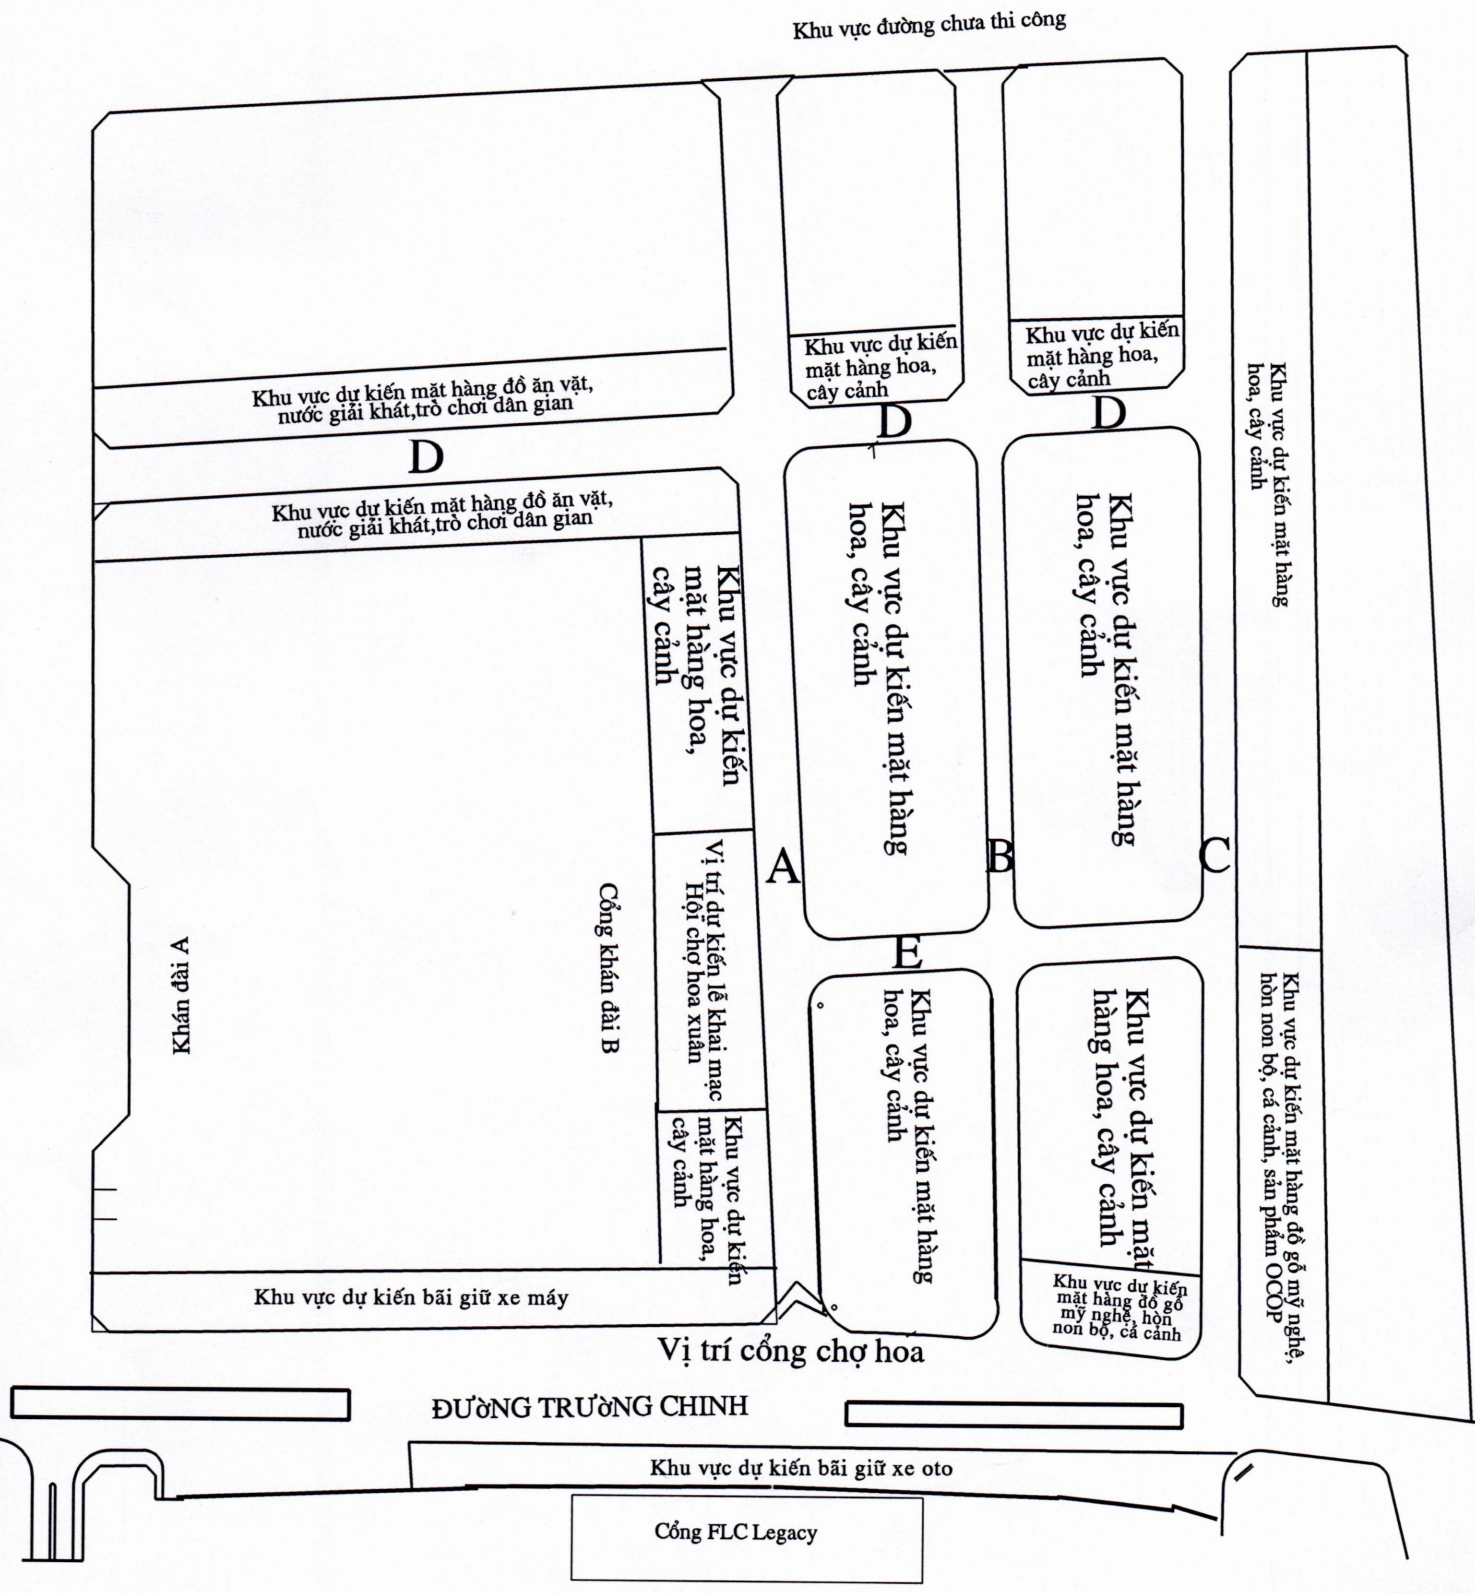 Khu vực đường chưa thi công
Khu vực dự kiến
mặt hàng hoa,
cây cảnh
Khu vực dự kiến
mặt hàng hoa,
cây cảnh
Khu vực dự kiến mặt hàng đồ ăn vặt,
nước giải khát,trò chơi dân gian
D
D
D
Khu vực dự kiến mặt hàng
hoa, cây cảnh
Khu vực dự kiến mặt hàng đồ ăn vặt,
nước giải khát,trò chơi dân gian
Khu vực dự kiến
mặt hàng hoa,
cây cảnh
Khu vực dự kiến mặt hàng
hoa, cây cảnh
Khu vực dự kiến mặt hàng
hoa, cây cảnh
A
B
C
Khán đài A
Cổng khán đài B
Vị trí dự kiến lễ khai mạc
Hội chợ hoa xuân
E
Khu vực dự kiến mặt hàng
hoa, cây cảnh
Khu vực dự kiến mặt
hàng hoa, cây cảnh
Khu vực dự kiến mặt hàng đồ gỗ mỹ nghệ,
hòn non bộ, cá cảnh, sản phẩm OCOP
Khu vực dự kiến
mặt hàng hoa,
cây cảnh
Khu vực dự kiến
mặt hàng đồ gỗ
mỹ nghệ, hòn
non bộ, cá cảnh
Khu vực dự kiến bãi giữ xe máy
Vị trí cổng chợ hoa
ĐƯờNG TRƯờNG CHINH
Khu vực dự kiến bãi giữ xe oto
Cổng FLC Legacy